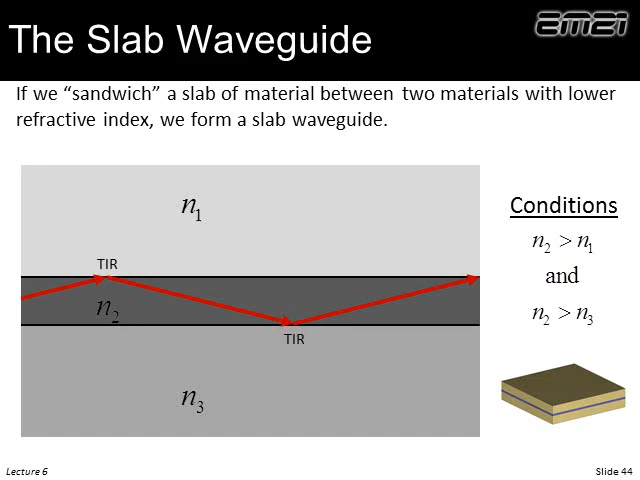 The Slab Waveguide
EM21
If we “sandwich” a slab of material between two materials with lower
refractive index, we form a slab waveguide.
n1
TIR
n2
TIR
n3
Conditions
n2 > n1
and
n2 > n3
Lecture 6
Slide 44